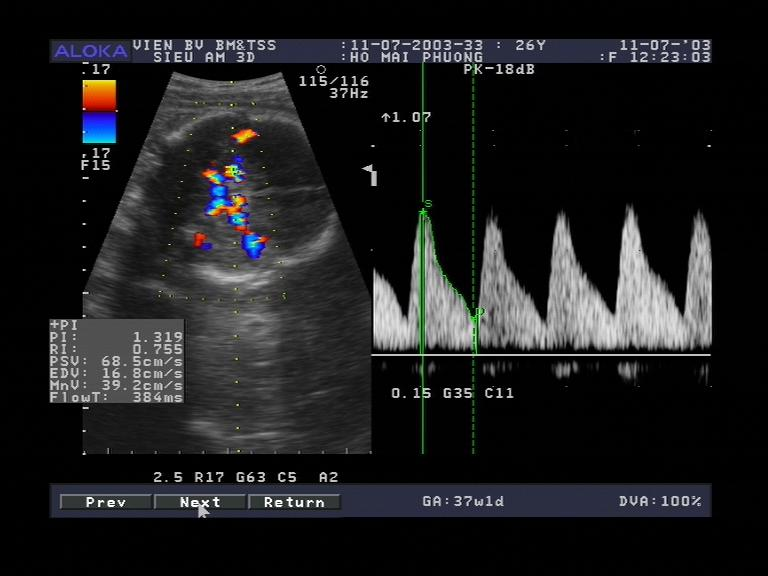 ALOKA VIEN BV BM&TSS :11-07-2003-33 : 26Y 11-07-'03
SIEU AM 3D :HO MAI PHUONG :F 12:23:03
.17
115/116
37Hz
PK-18dB
↑1.07
.17
F15
S
D
+PI
PI: 1.319
RI: 0.755
PSV: 68.5cm/s
EDV: 16.8cm/s
MnV: 39.2cm/s
FlowT: 384ms
0.15 G35 C11
2.5 R17 G63 C5 A2
Prev Next Return GA:37w1d DVA:100%